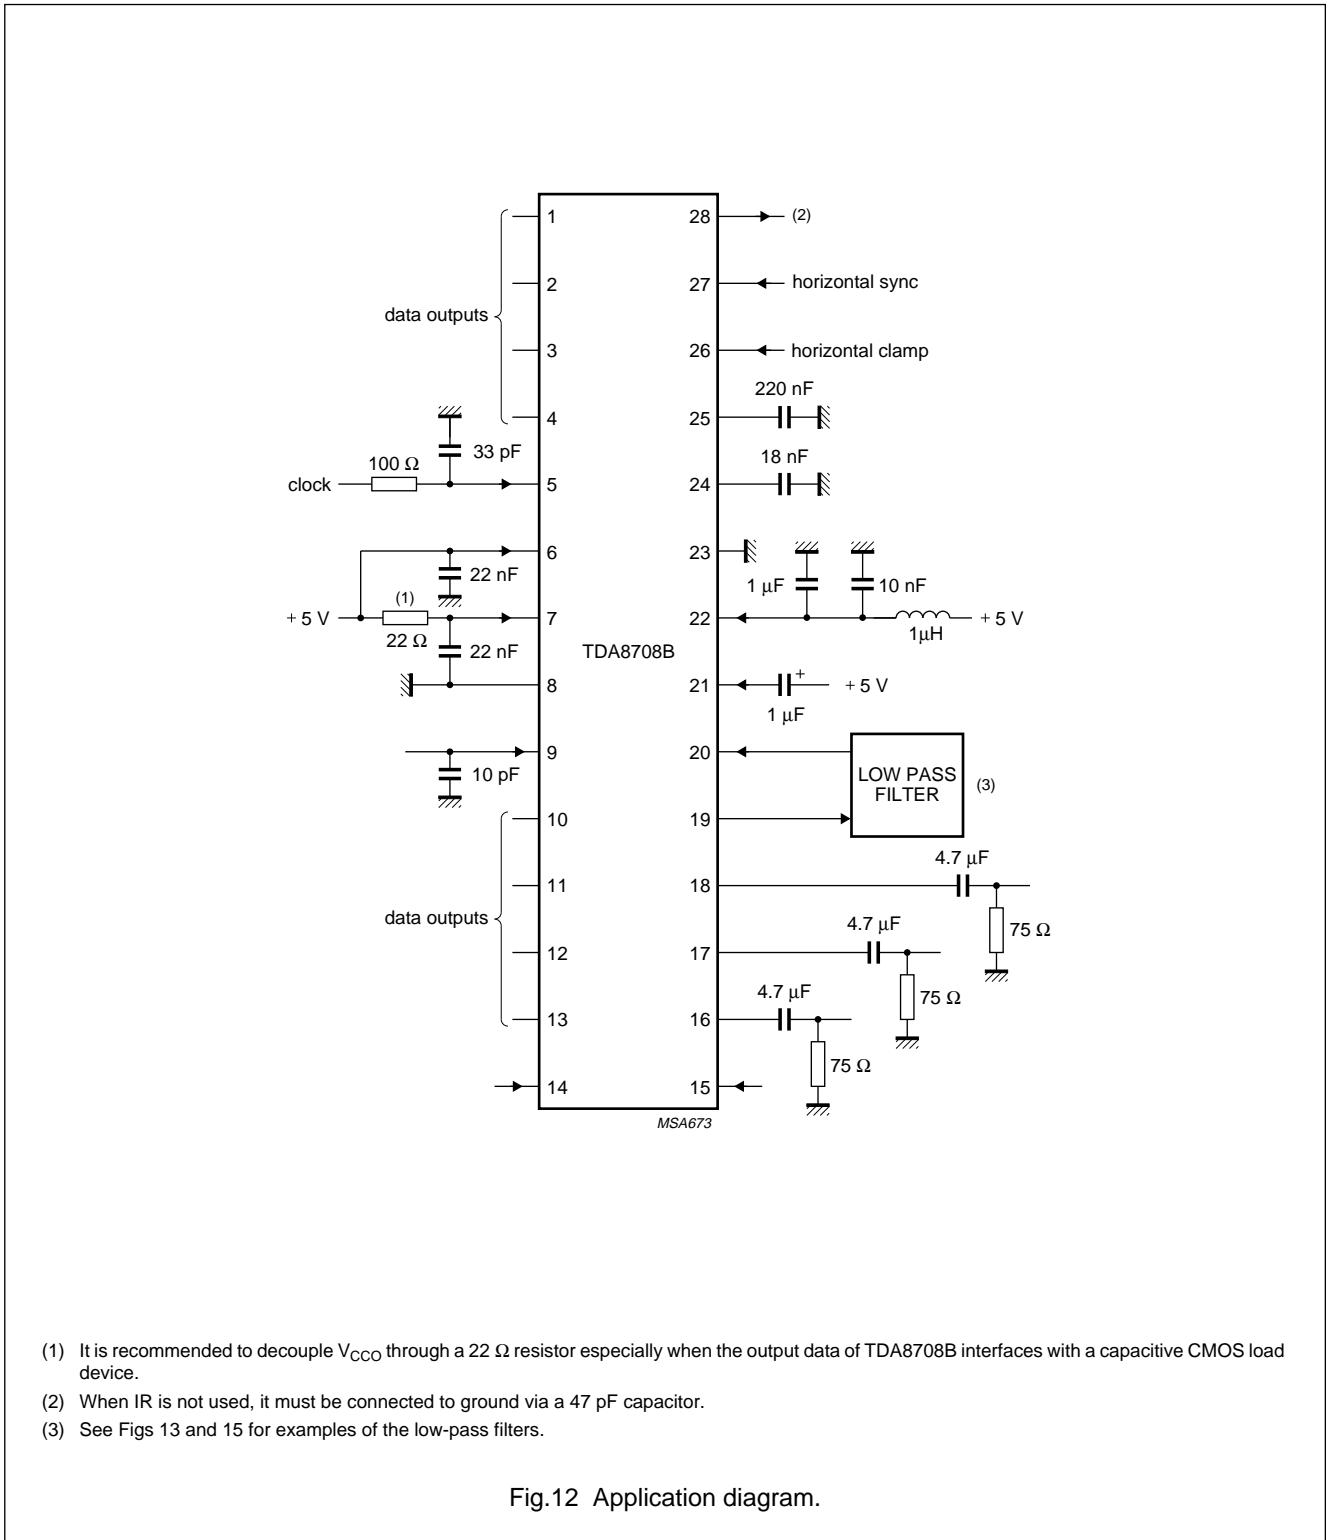 1 28 (2)
2 27 horizontal sync
data outputs
3 26 horizontal clamp
220 nF
4 25
33 pF
18 nF
100 Ω
clock 5 24
6 23
22 nF 1 µF 10 nF
(1)
+ 5 V 7 22 + 5 V
22 Ω 1µH
22 nF TDA8708B
8 21 + + 5 V
1 µF
9 20
10 pF LOW PASS
FILTER (3)
10 19
4.7 µF
11 18
data outputs 4.7 µF 75 Ω
12 17
4.7 µF 75 Ω
13 16
75 Ω
14 15
MSA673
(1) It is recommended to decouple VCCO through a 22 Ω resistor especially when the output data of TDA8708B interfaces with a capacitive CMOS load
device.
(2) When IR is not used, it must be connected to ground via a 47 pF capacitor.
(3) See Figs 13 and 15 for examples of the low-pass filters.
Fig.12 Application diagram.